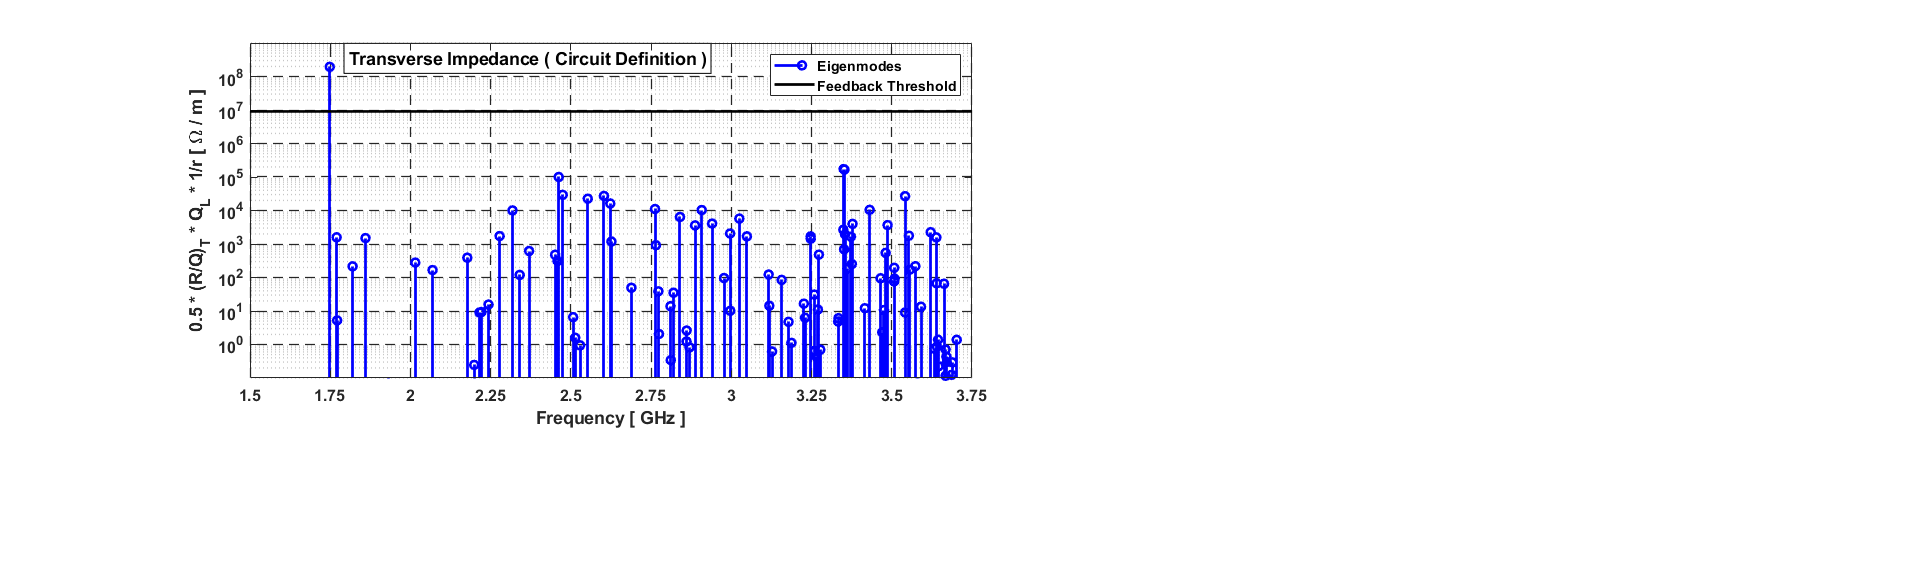 Transverse Impedance ( Circuit Definition )
Eigenmodes
Feedback Threshold
0.5 * (R/Q)_T * Q_L * 1/r [ Ω / m ]
10^8
10^7
10^6
10^5
10^4
10^3
10^2
10^1
10^0
1.5 1.75 2 2.25 2.5 2.75 3 3.25 3.5 3.75
Frequency [ GHz ]